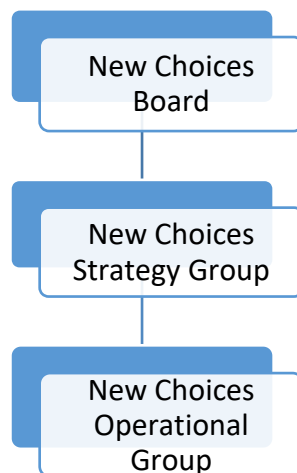 New Choices
Board
New Choices
Strategy Group
New Choices
Operational
Group